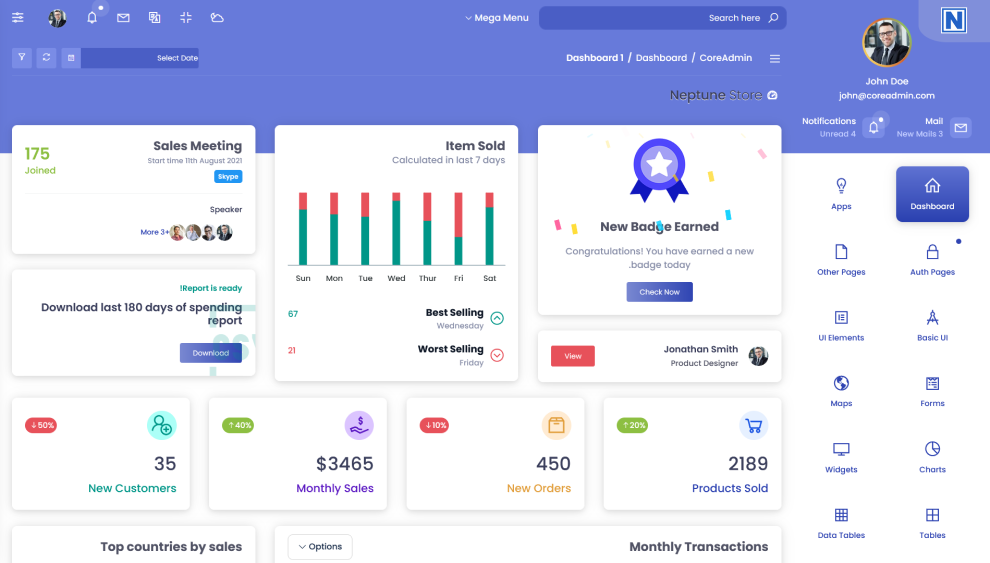 Mega Menu
Search here
N
John Doe
john@coreadmin.com
Notifications
Unread 4
Mail
New Mails 3
Select Date
Dashboard 1 / Dashboard / CoreAdmin
Neptune Store
175
Joined
Sales Meeting
Start time 11th August 2021
Skype
Speaker
More 3+
!Report is ready
Download last 180 days of spending
report
Download
Item Sold
Calculated in last 7 days
Sun Mon Tue Wed Thur Fri Sat
67
Best Selling
Wednesday
21
Worst Selling
Friday
New Badge Earned
Congratulations! You have earned a new
.badge today
Check Now
View
Jonathan Smith
Product Designer
↓50%
35
New Customers
↑40%
$3465
Monthly Sales
↓10%
450
New Orders
↑20%
2189
Products Sold
Top countries by sales
Options
Monthly Transactions
Apps
Dashboard
Other Pages
Auth Pages
UI Elements
Basic UI
Maps
Forms
Widgets
Charts
Data Tables
Tables